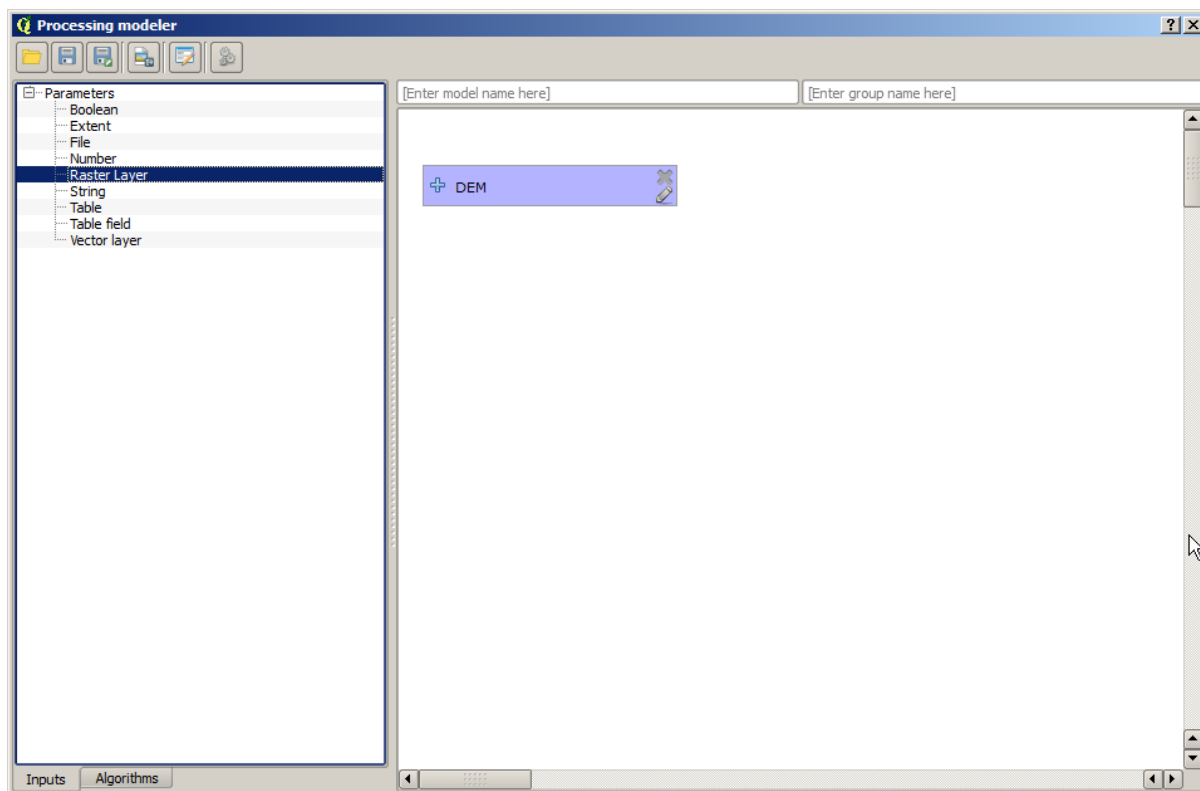 Processing modeler
[Enter model name here]
[Enter group name here]
Parameters
Boolean
Extent
File
Number
Raster Layer
String
Table
Table field
Vector layer
DEM
Inputs
Algorithms